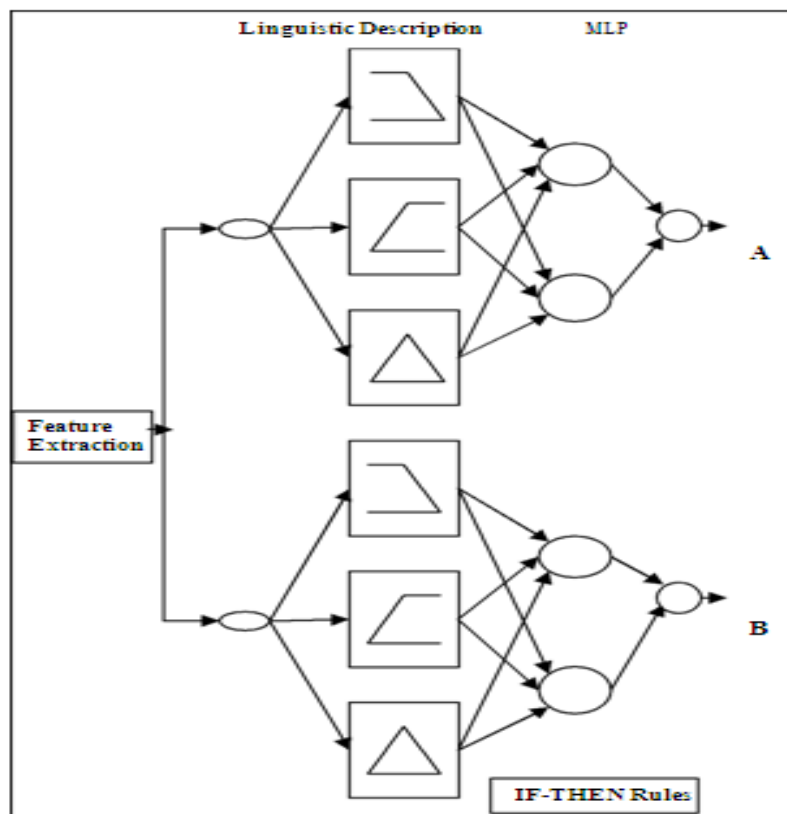 Linguistic Description
MLP
A
Feature
Extraction
B
IF-THEN Rules